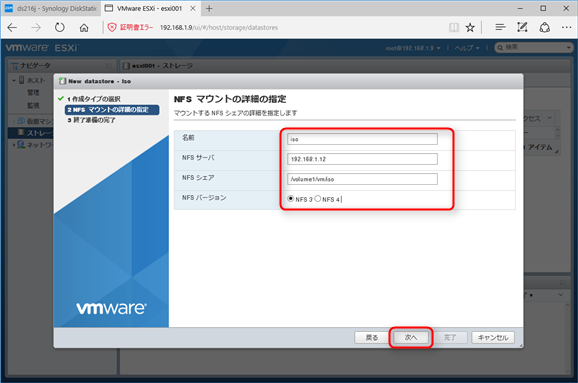 ds216j - Synology DiskStati
VMware ESXi - esxi001
証明書エラー
192.168.1.9/ui/#/host/storage/datastores
vmware ESXi
root@192.168.1.9
ヘルプ
検索
ナビゲータ
esxi001 - ストレージ
ホスト
管理
監視
仮想マシ
ストレージ
ネットワー
クセス
アイテム
New datastore - iso
1 作成タイプの選択
2 NFS マウントの詳細の指定
3 終了準備の完了
NFS マウントの詳細の指定
マウントする NFS シェアの詳細を指定します
名前
iso
NFS サーバ
192.168.1.12
NFS シェア
/volume1/vm/iso
NFS バージョン
NFS 3
NFS 4
vmware
戻る
次へ
完了
キャンセル